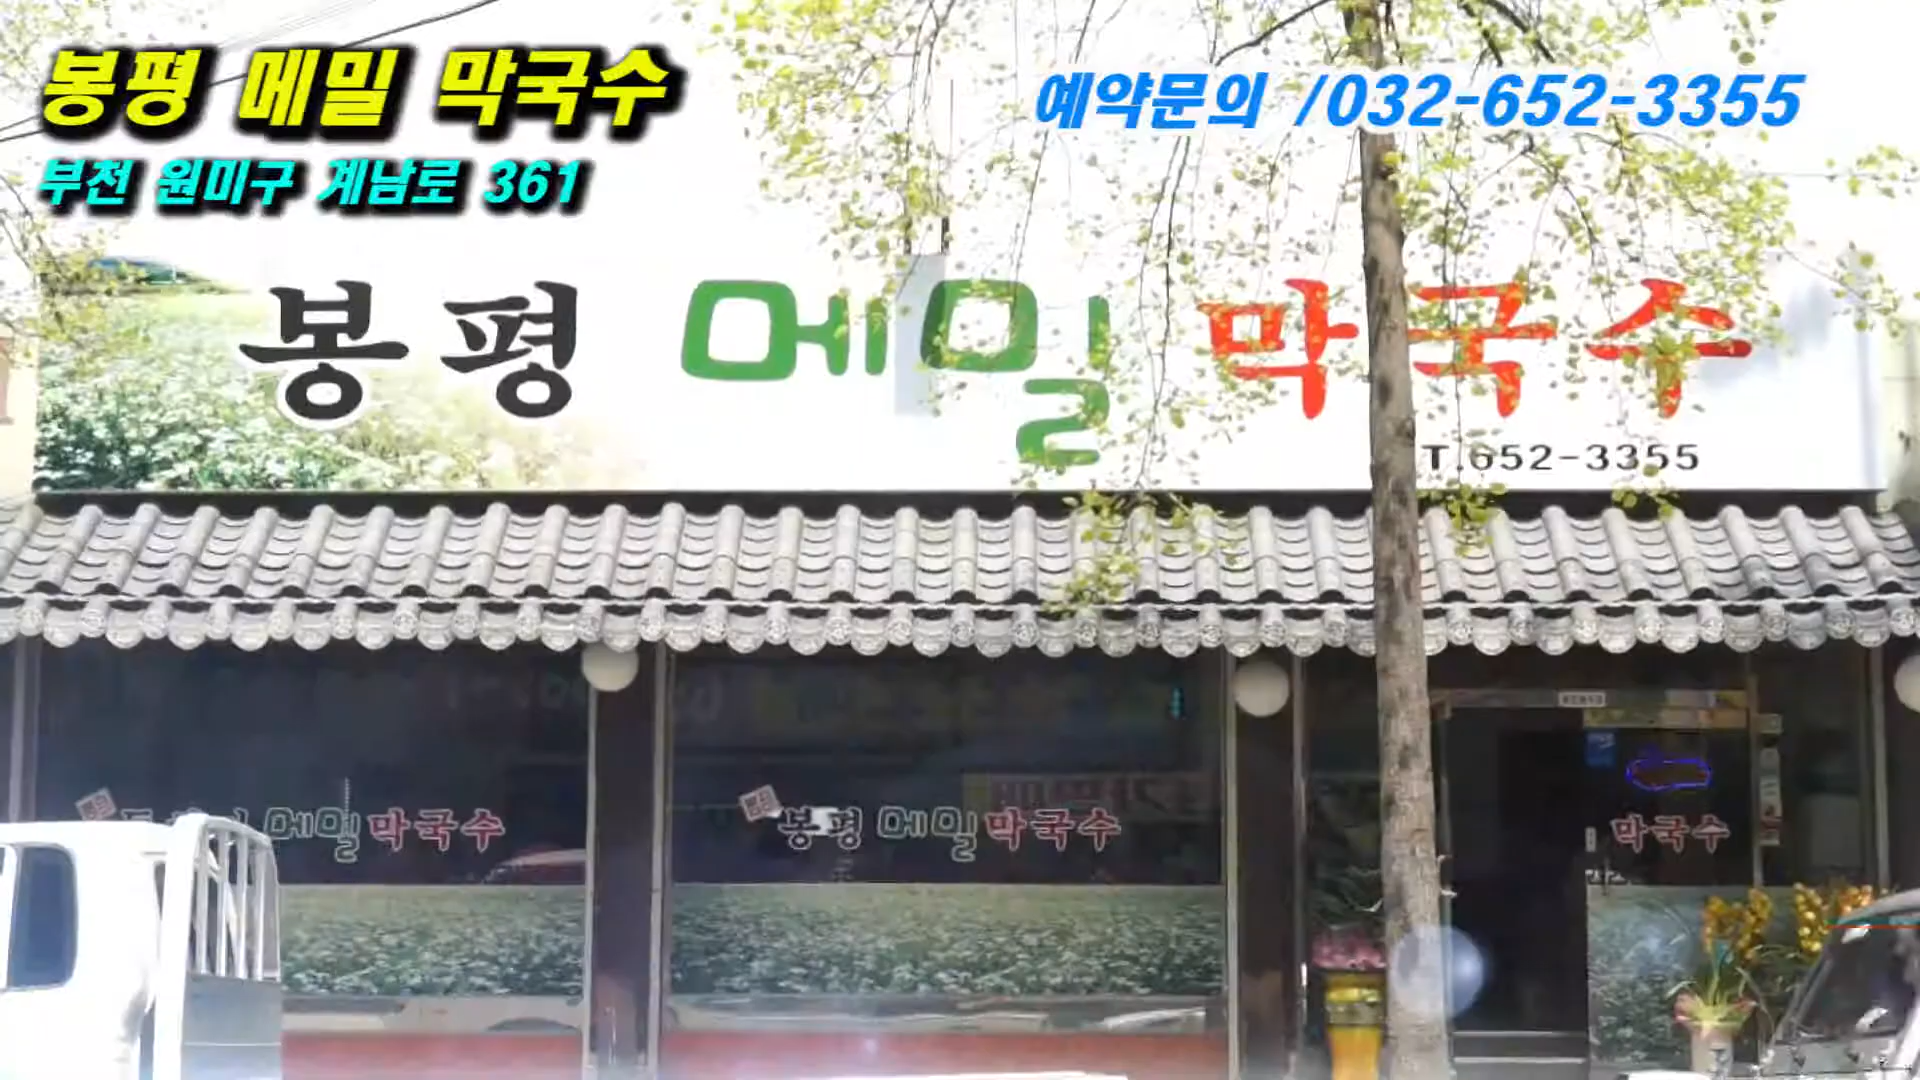 봉평 메밀 막국수
부천 원미구 계남로 361
예약문의 /032-652-3355
봉평 메밀 막국수
T.652-3355
메밀막국수
봉평 메밀막국수
막국수